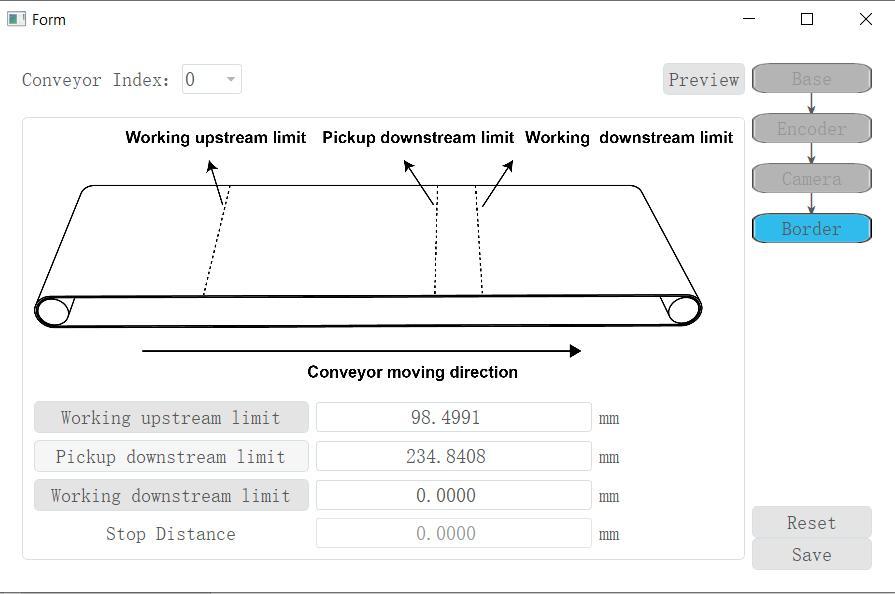 Form
Conveyor Index: 0
Preview
Base
Encoder
Camera
Border
Working upstream limit
Pickup downstream limit
Working downstream limit
Conveyor moving direction
Working upstream limit 98.4991 mm
Pickup downstream limit 234.8408 mm
Working downstream limit 0.0000 mm
Stop Distance 0.0000 mm
Reset
Save